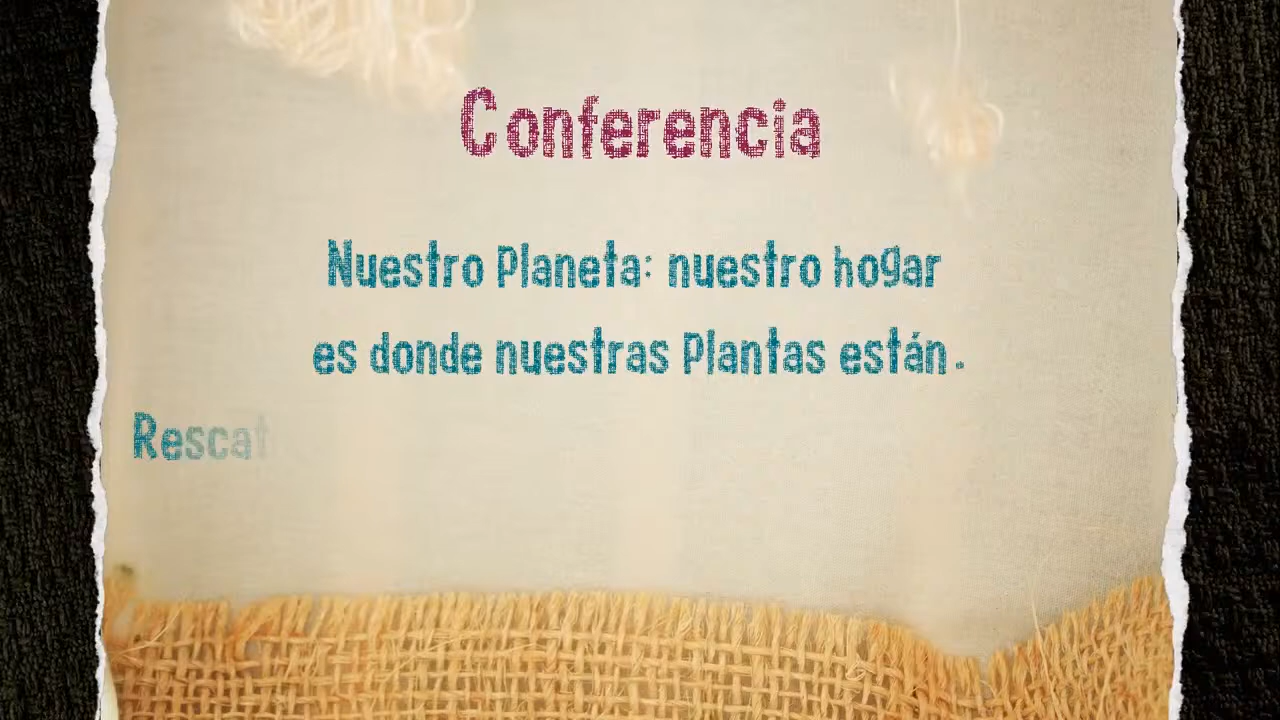 Conferencia
Nuestro Planeta: nuestro hogar
es donde nuestras Plantas están.